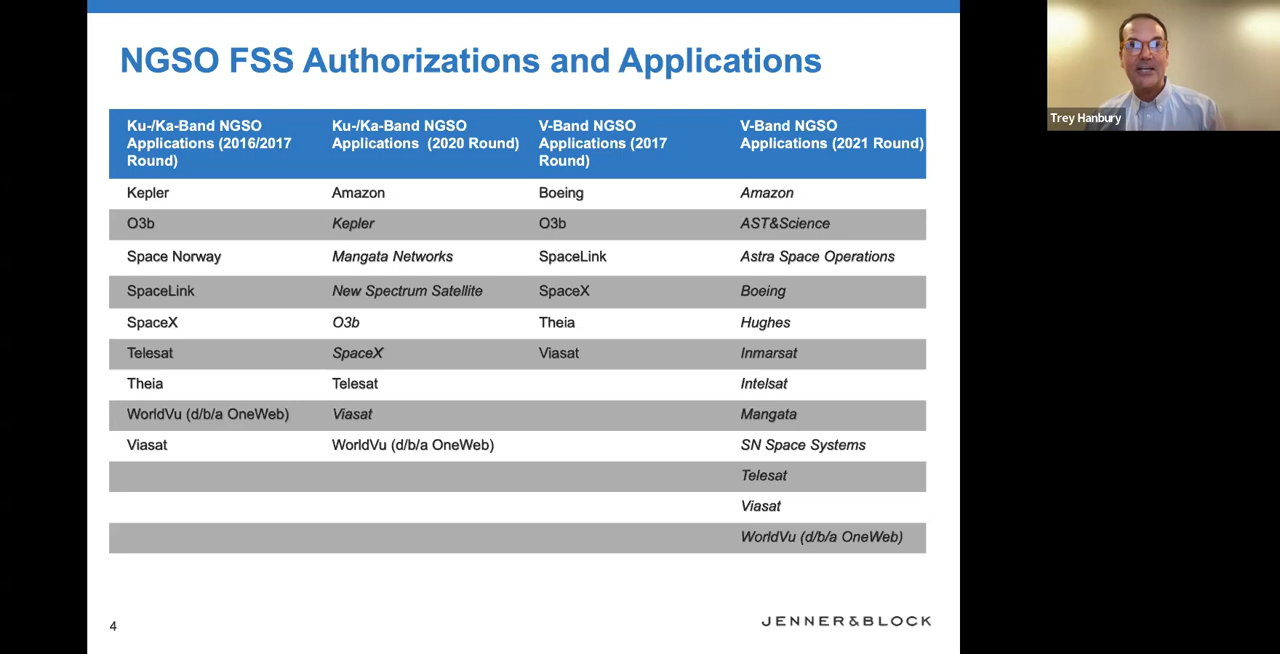 NGSO FSS Authorizations and Applications
Ku-/Ka-Band NGSO Applications (2016/2017 Round)
Ku-/Ka-Band NGSO Applications (2020 Round)
V-Band NGSO Applications (2017 Round)
V-Band NGSO Applications (2021 Round)
Kepler Amazon Boeing Amazon
O3b Kepler O3b AST&Science
Space Norway Mangata Networks SpaceLink Astra Space Operations
SpaceLink New Spectrum Satellite SpaceX Boeing
SpaceX O3b Theia Hughes
Telesat SpaceX Viasat Inmarsat
Theia Telesat Intelsat
WorldVu (d/b/a OneWeb) Viasat Mangata
Viasat WorldVu (d/b/a OneWeb) SN Space Systems
Telesat
Viasat
WorldVu (d/b/a OneWeb)
4
JENNER&BLOCK
Trey Hanbury